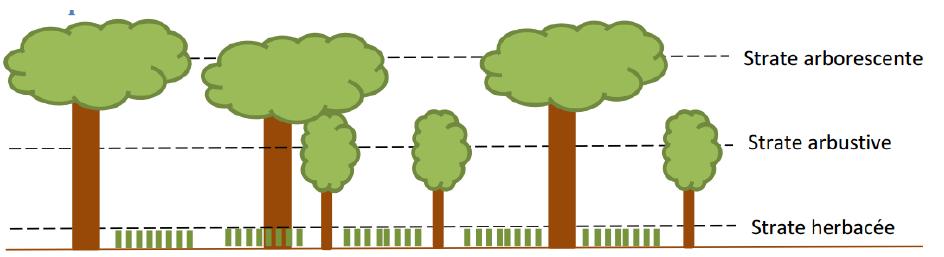 Strate arborescente
Strate arbustive
Strate herbacée